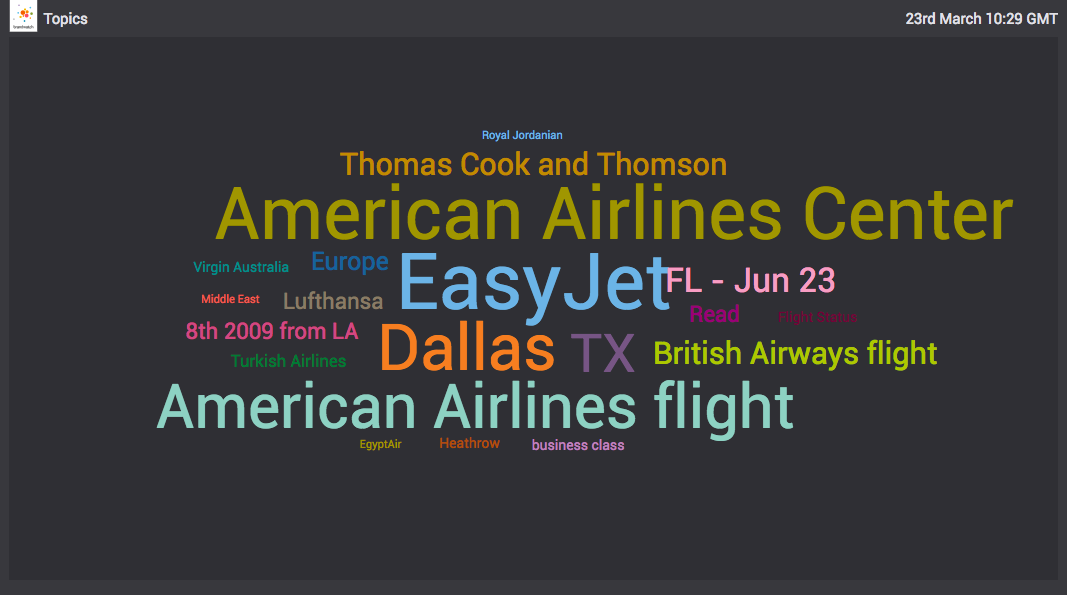 Topics
23rd March 10:29 GMT
Royal Jordanian
Thomas Cook and Thomson
American Airlines Center
Virgin Australia
Europe
EasyJet
FL - Jun 23
Middle East
Lufthansa
Read
Flight Status
8th 2009 from LA
Dallas
TX
British Airways flight
Turkish Airlines
American Airlines flight
EgyptAir
Heathrow
business class